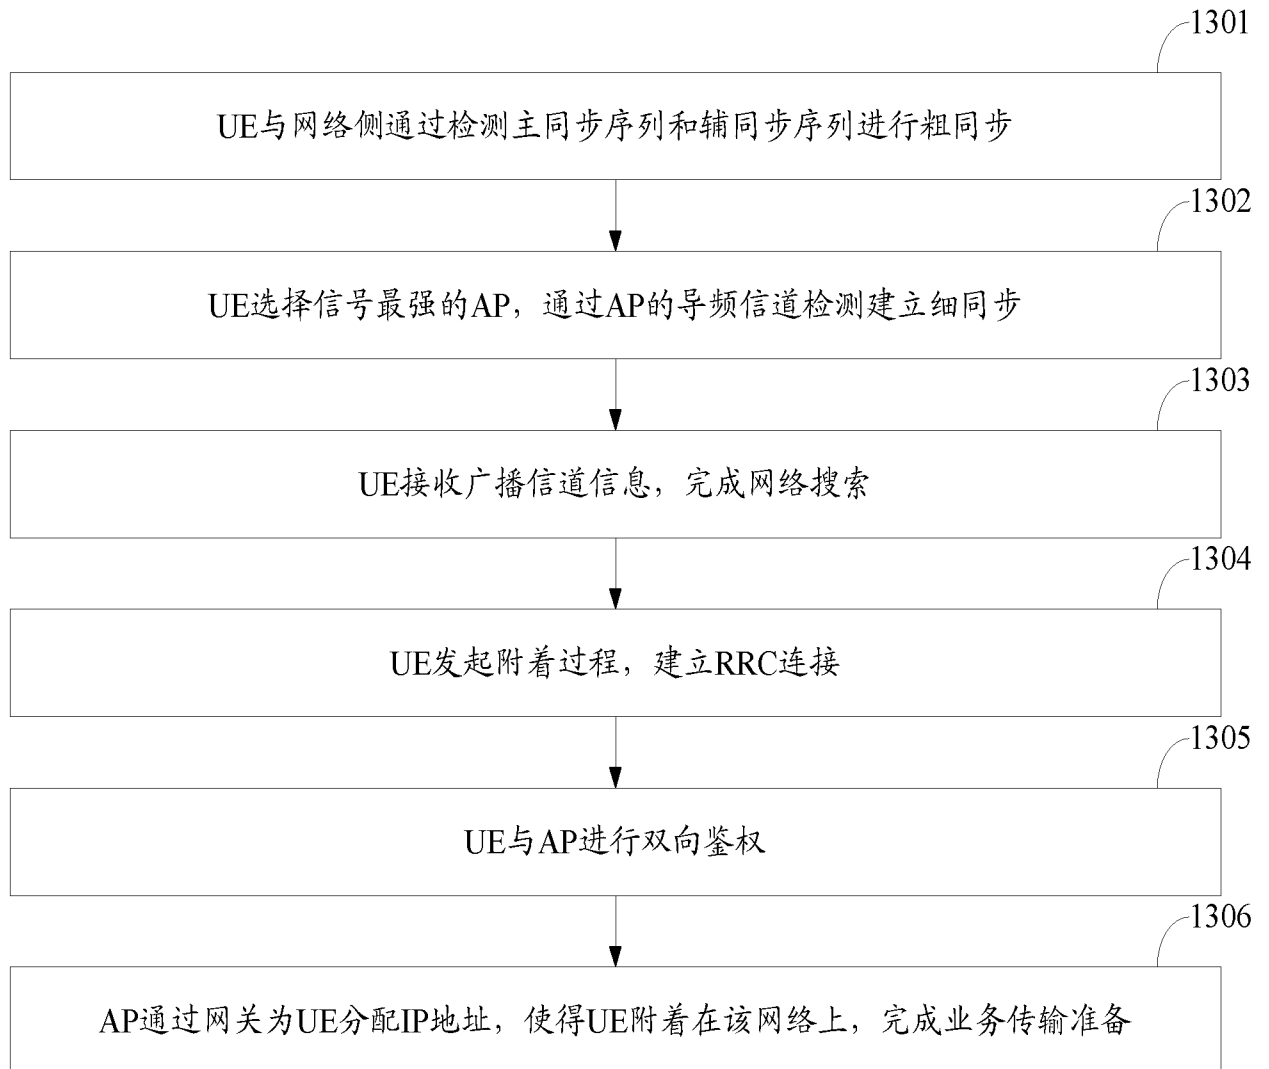 1301
UE与网络侧通过检测主同步序列和辅同步序列进行粗同步
1302
UE选择信号最强的AP，通过AP的导频信道检测建立细同步
1303
UE接收广播信道信息，完成网络搜索
1304
UE发起附着过程，建立RRC连接
1305
UE与AP进行双向鉴权
1306
AP通过网关为UE分配IP地址，使得UE附着在该网络上，完成业务传输准备